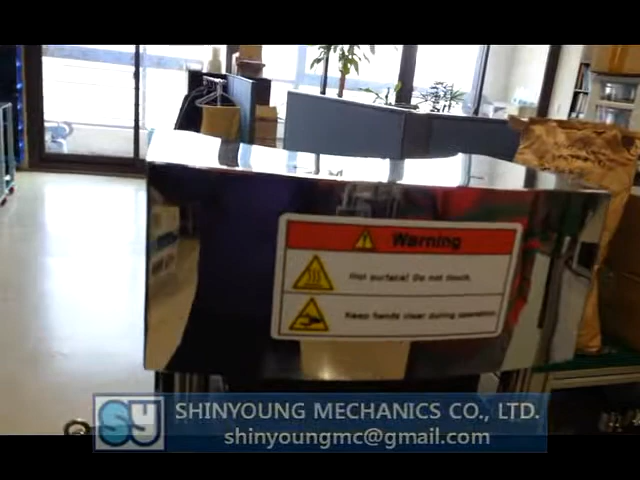 Warning
Hot surface! Do not touch.
Keep hands clear during operation.
SY SHINYOUNG MECHANICS CO., LTD.
shinyoungmc@gmail.com